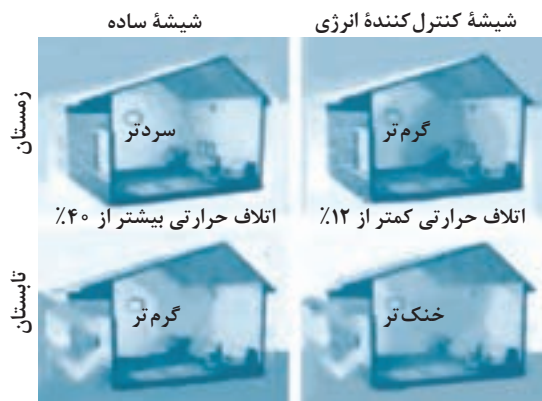 شیشهٔ کنترل‌کنندهٔ انرژی
شیشهٔ ساده
زمستان
گرم‌تر
سردتر
اتلاف حرارتی کمتر از ۱۲٪
اتلاف حرارتی بیشتر از ۴۰٪
تابستان
خنک‌تر
گرم‌تر